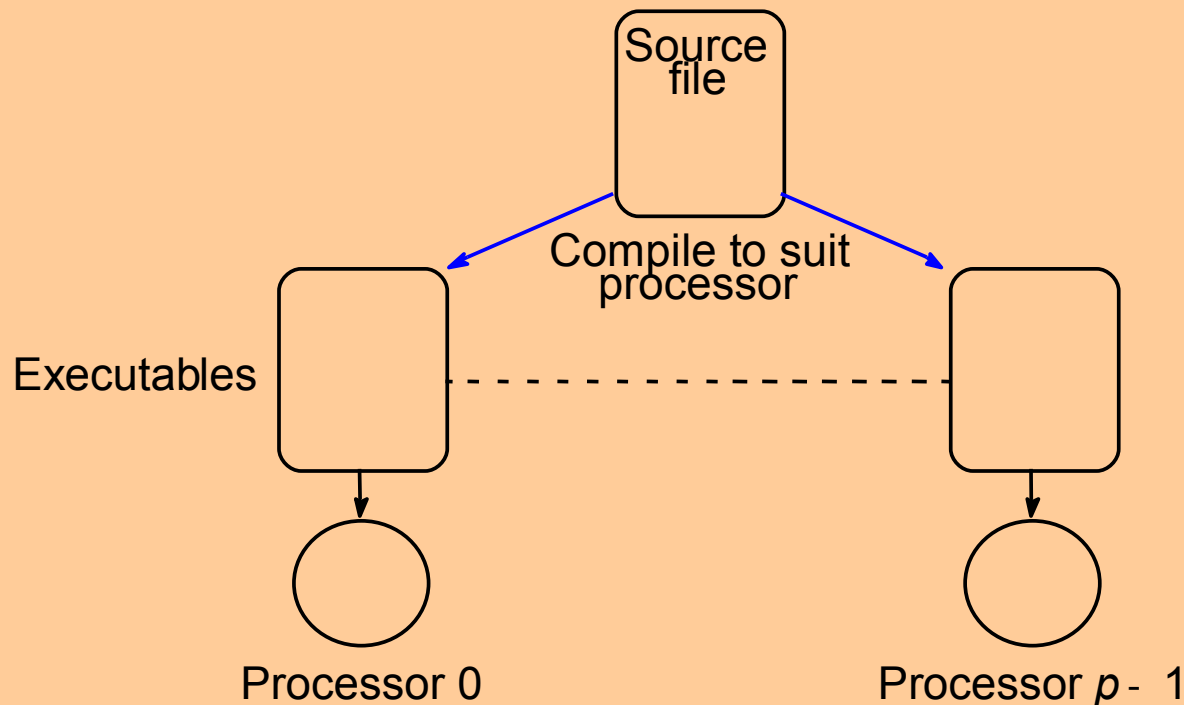 Source
file
Compile to suit
processor
Executables
Processor 0
Processor p - 1